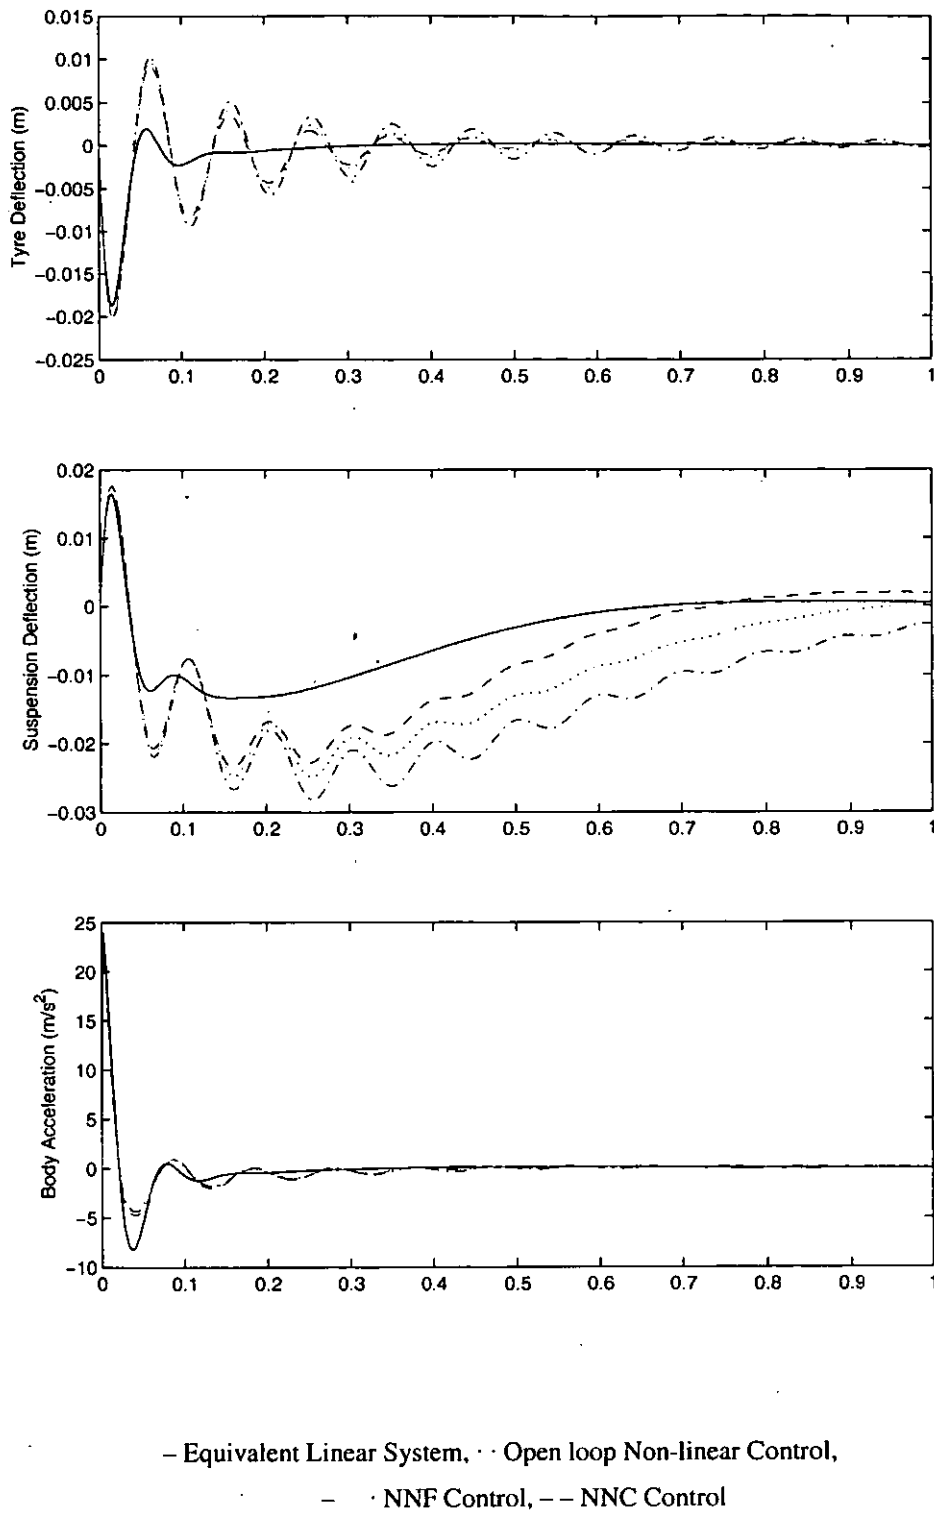 0.015
0.01
0.005
0
−0.005
−0.01
−0.015
−0.02
−0.025
Tyre Deflection (m)
0 0.1 0.2 0.3 0.4 0.5 0.6 0.7 0.8 0.9 1
0.02
0.01
0
−0.01
−0.02
−0.03
Suspension Deflection (m)
0 0.1 0.2 0.3 0.4 0.5 0.6 0.7 0.8 0.9 1
25
20
15
10
5
0
−5
−10
Body Acceleration (m/s²)
0 0.1 0.2 0.3 0.4 0.5 0.6 0.7 0.8 0.9 1
– Equivalent Linear System, ·· Open loop Non-linear Control,
– · NNF Control, – – NNC Control